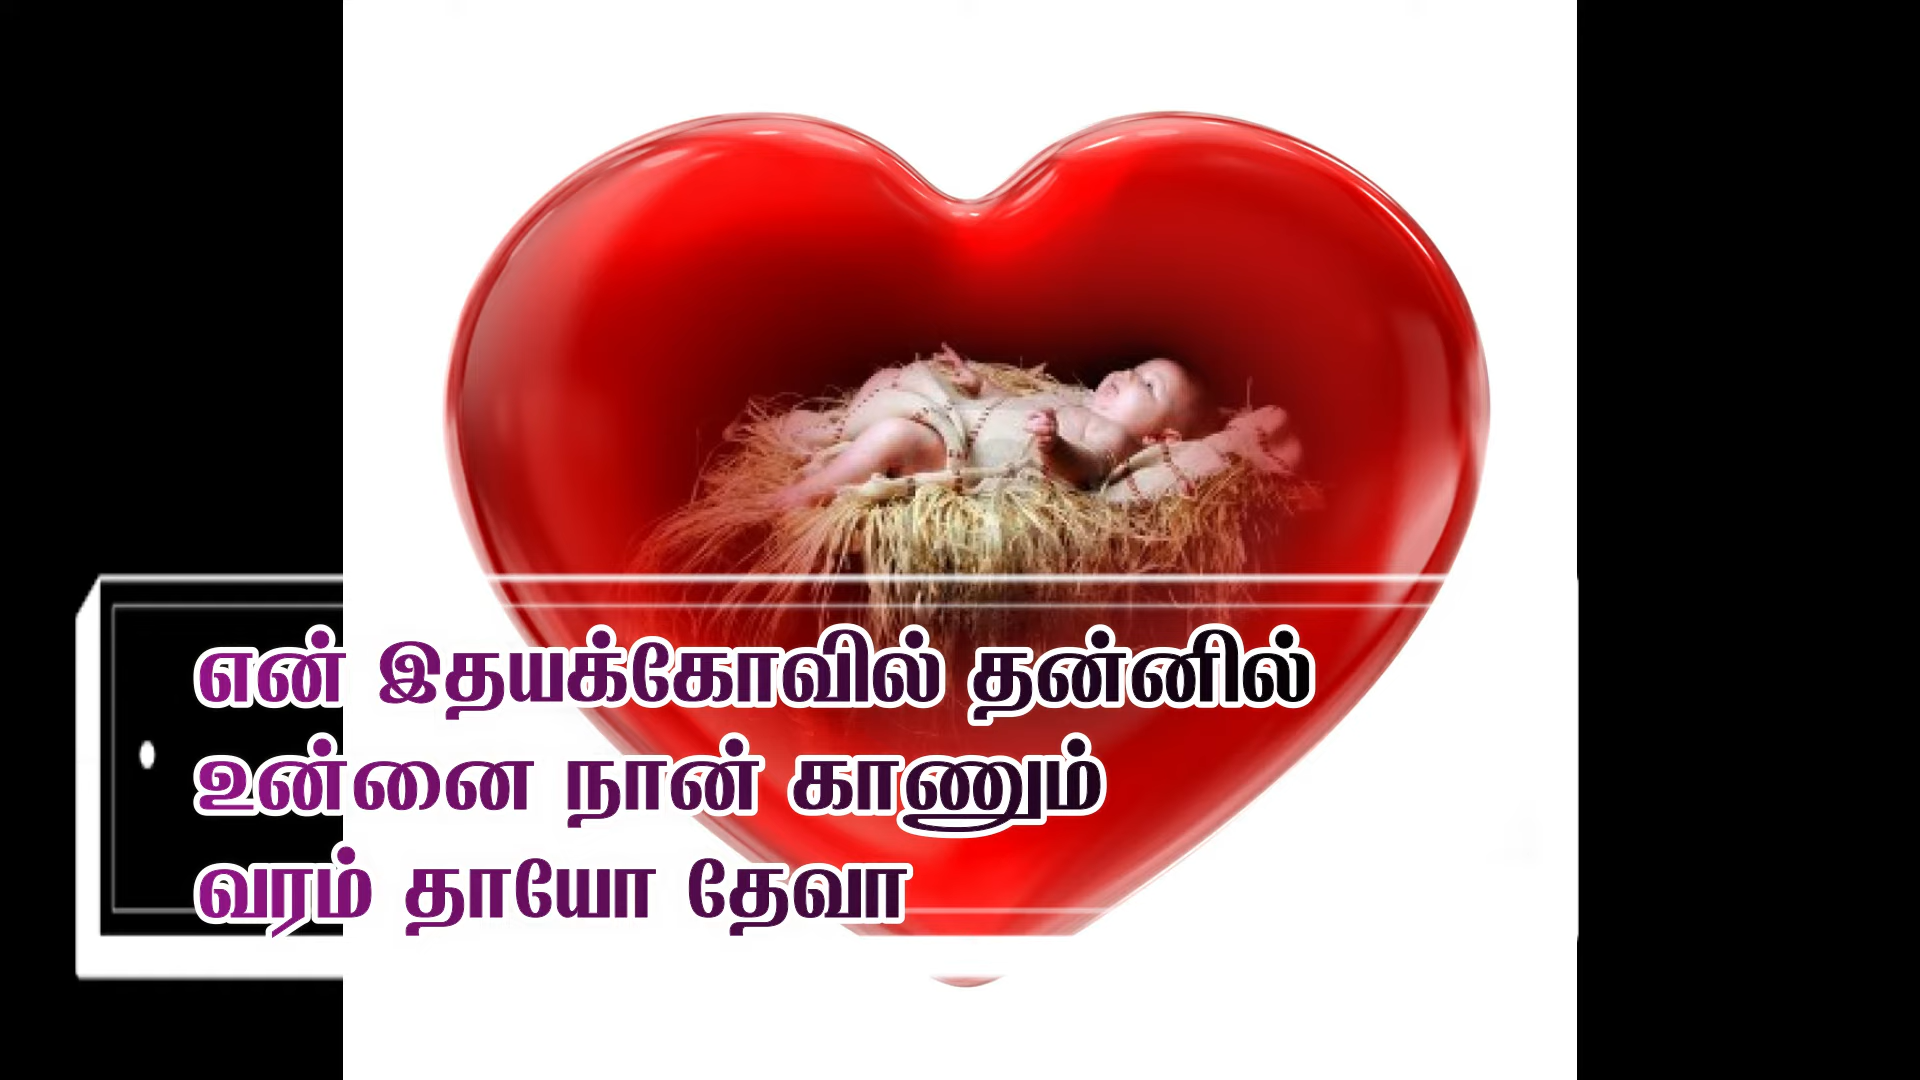 என் இதயக்கோவில் தன்னில்
உன்னை நான் காணும்
வரம் தாயோ தேவா